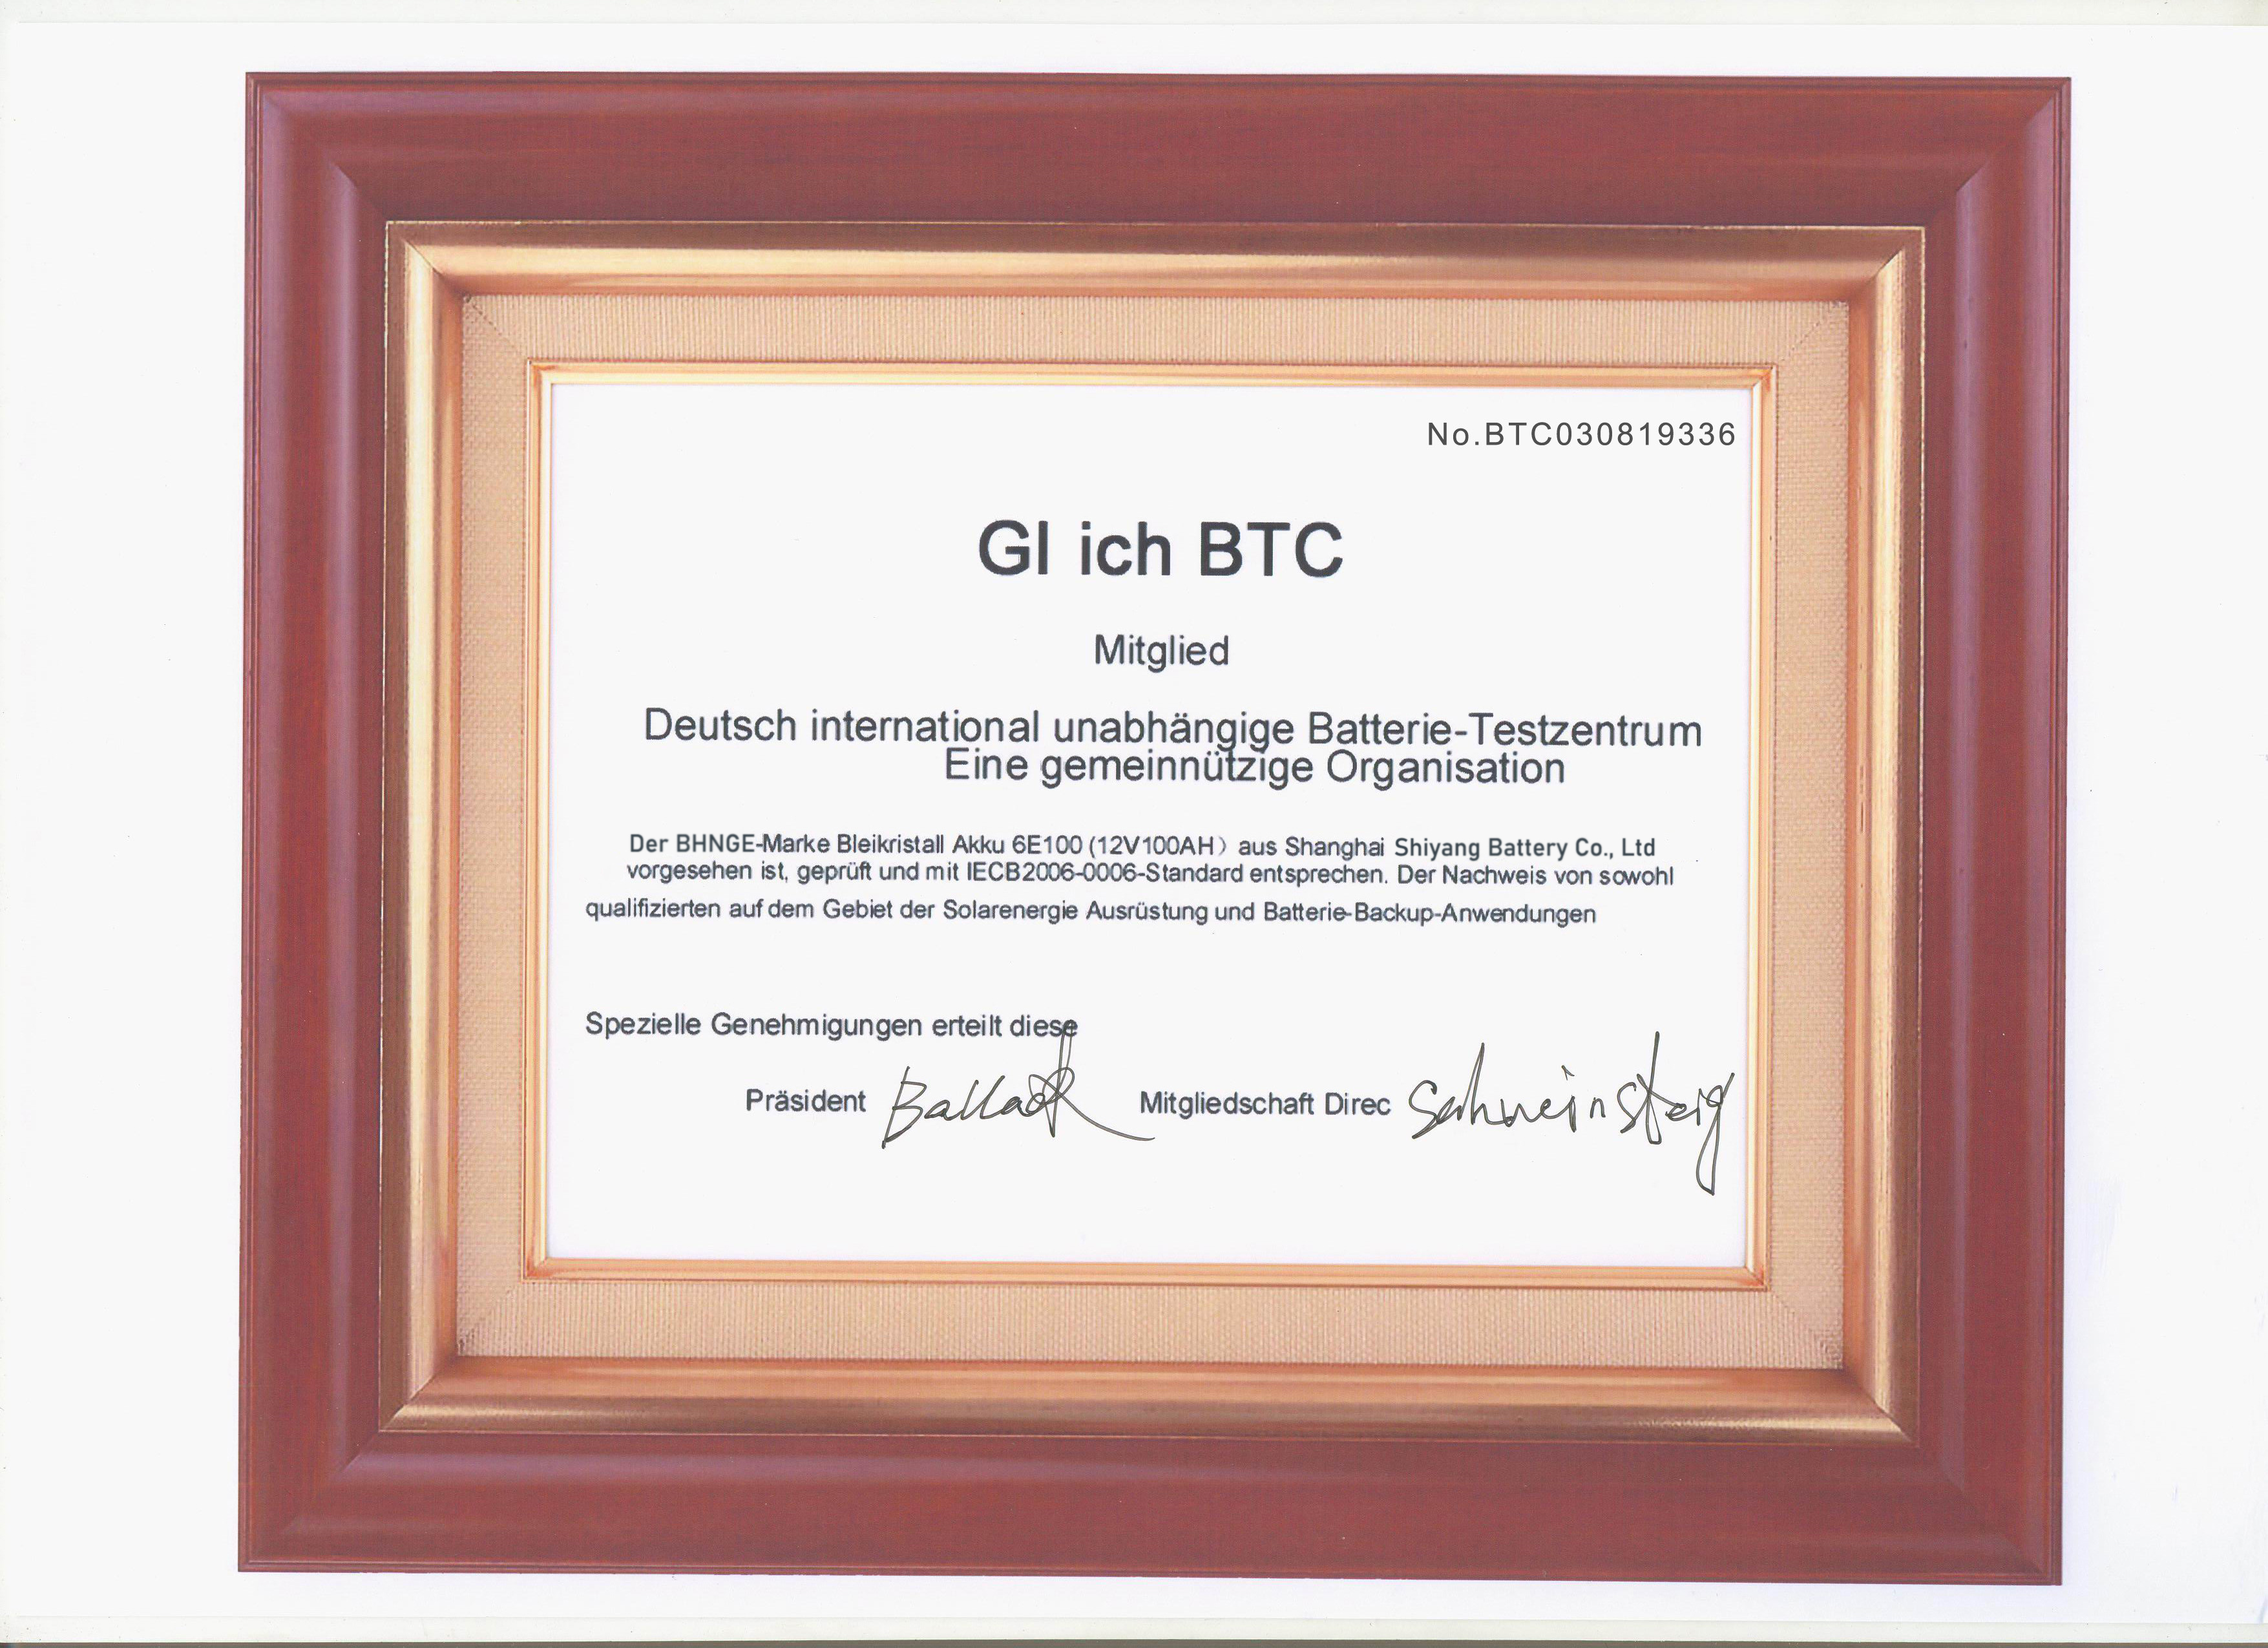 No.BTC030819336
GI ich BTC
Mitglied
Deutsch international unabhängige Batterie-Testzentrum
Eine gemeinnützige Organisation
Der BHNGE-Marke Bleikristall Akku 6E100 (12V100AH) aus Shanghai Shiyang Battery Co., Ltd
vorgesehen ist, geprüft und mit IECB2006-0006-Standard entsprechen. Der Nachweis von sowohl
qualifizierten auf dem Gebiet der Solarenergie Ausrüstung und Batterie-Backup-Anwendungen
Spezielle Genehmigungen erteilt diese
Präsident Ballack Mitgliedschaft Direc Schweinsteig